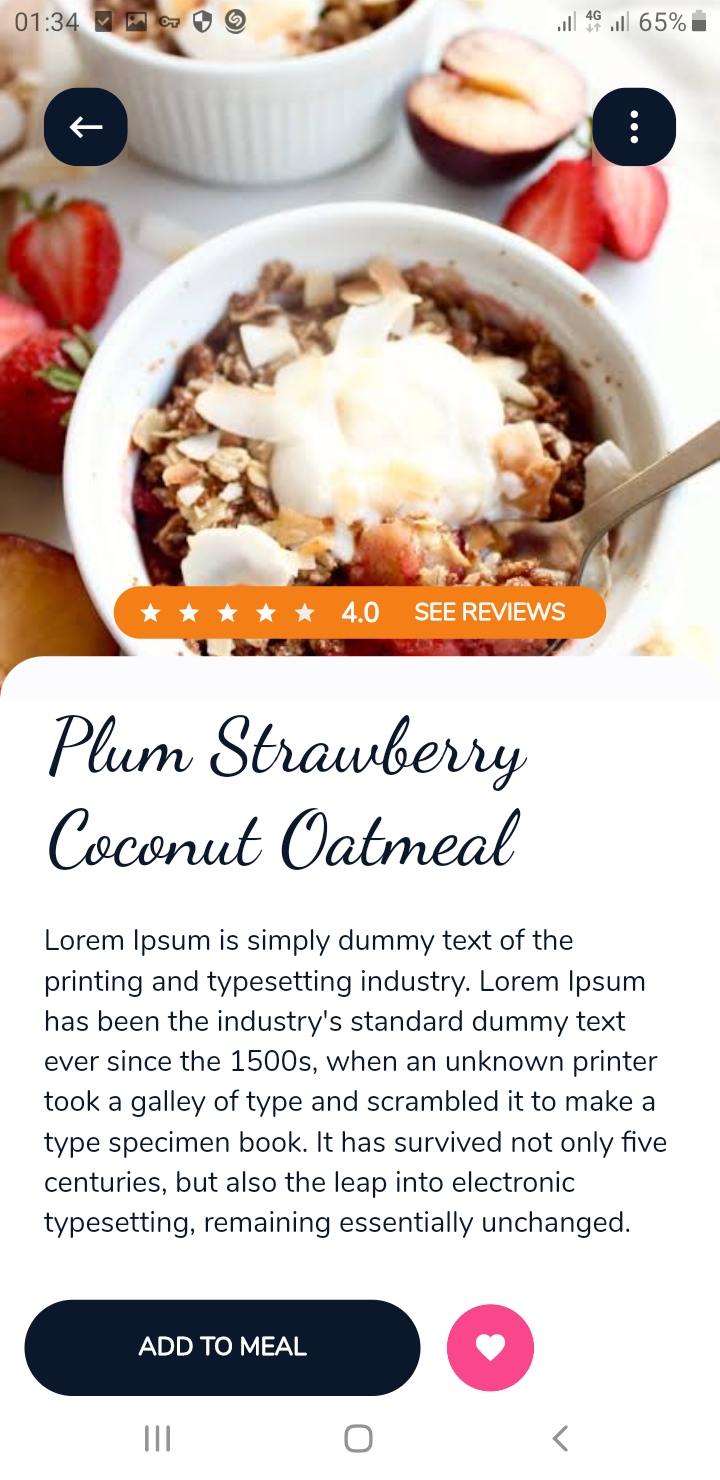 01:34 4G 65%
4.0 SEE REVIEWS
Plum Strawberry
Coconut Oatmeal
Lorem Ipsum is simply dummy text of the
printing and typesetting industry. Lorem Ipsum
has been the industry's standard dummy text
ever since the 1500s, when an unknown printer
took a galley of type and scrambled it to make a
type specimen book. It has survived not only five
centuries, but also the leap into electronic
typesetting, remaining essentially unchanged.
ADD TO MEAL